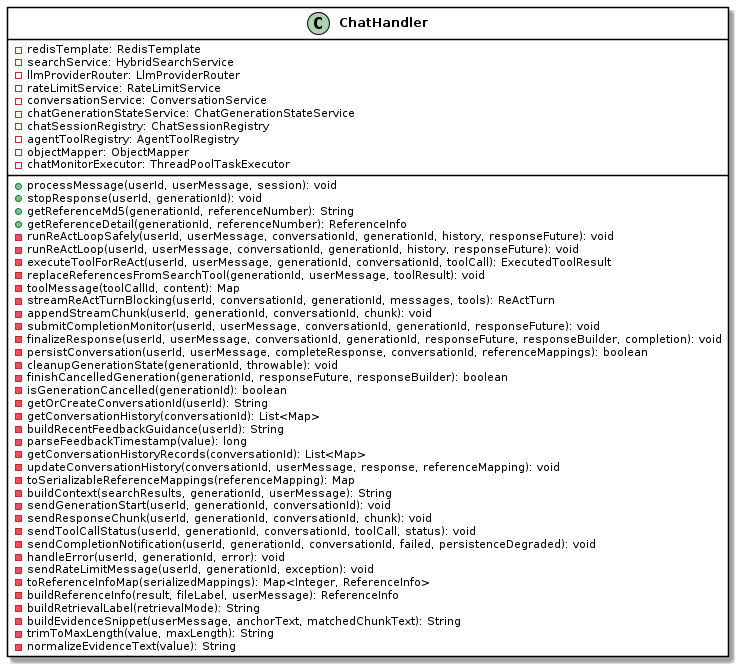 C ChatHandler
redisTemplate: RedisTemplate
searchService: HybridSearchService
llmProviderRouter: LlmProviderRouter
rateLimitService: RateLimitService
conversationService: ConversationService
chatGenerationStateService: ChatGenerationStateService
chatSessionRegistry: ChatSessionRegistry
agentToolRegistry: AgentToolRegistry
objectMapper: ObjectMapper
chatMonitorExecutor: ThreadPoolTaskExecutor
processMessage(userId, userMessage, session): void
stopResponse(userId, generationId): void
getReferenceMd5(generationId, referenceNumber): String
getReferenceDetail(generationId, referenceNumber): ReferenceInfo
runReActLoopSafely(userId, userMessage, conversationId, generationId, history, responseFuture): void
runReActLoop(userId, userMessage, conversationId, generationId, history, responseFuture): void
executeToolForReAct(userId, userMessage, generationId, conversationId, toolCall): ExecutedToolResult
replaceReferencesFromSearchTool(generationId, userMessage, toolResult): void
toolMessage(toolCallId, content): Map
streamReActTurnBlocking(userId, conversationId, generationId, messages, tools): ReActTurn
appendStreamChunk(userId, generationId, conversationId, chunk): void
submitCompletionMonitor(userId, userMessage, conversationId, generationId, responseFuture): void
finalizeResponse(userId, userMessage, conversationId, generationId, responseFuture, responseBuilder, completion): void
persistConversation(userId, userMessage, completeResponse, conversationId, referenceMappings): boolean
cleanupGenerationState(generationId, throwable): void
finishCancelledGeneration(generationId, responseFuture, responseBuilder): boolean
isGenerationCancelled(generationId): boolean
getOrCreateConversationId(userId): String
getConversationHistory(conversationId): List<Map>
buildRecentFeedbackGuidance(userId): String
parseFeedbackTimestamp(value): long
getConversationHistoryRecords(conversationId): List<Map>
updateConversationHistory(conversationId, userMessage, response, referenceMapping): void
toSerializableReferenceMappings(referenceMapping): Map
buildContext(searchResults, generationId, userMessage): String
sendGenerationStart(userId, generationId, conversationId): void
sendResponseChunk(userId, generationId, conversationId, chunk): void
sendToolCallStatus(userId, generationId, conversationId, toolCall, status): void
sendCompletionNotification(userId, generationId, conversationId, failed, persistenceDegraded): void
handleError(userId, generationId, error): void
sendRateLimitMessage(userId, generationId, exception): void
toReferenceInfoMap(serializedMappings): Map<Integer, ReferenceInfo>
buildReferenceInfo(result, fileLabel, userMessage): ReferenceInfo
buildRetrievalLabel(retrievalMode): String
buildEvidenceSnippet(userMessage, anchorText, matchedChunkText): String
trimToMaxLength(value, maxLength): String
normalizeEvidenceText(value): String